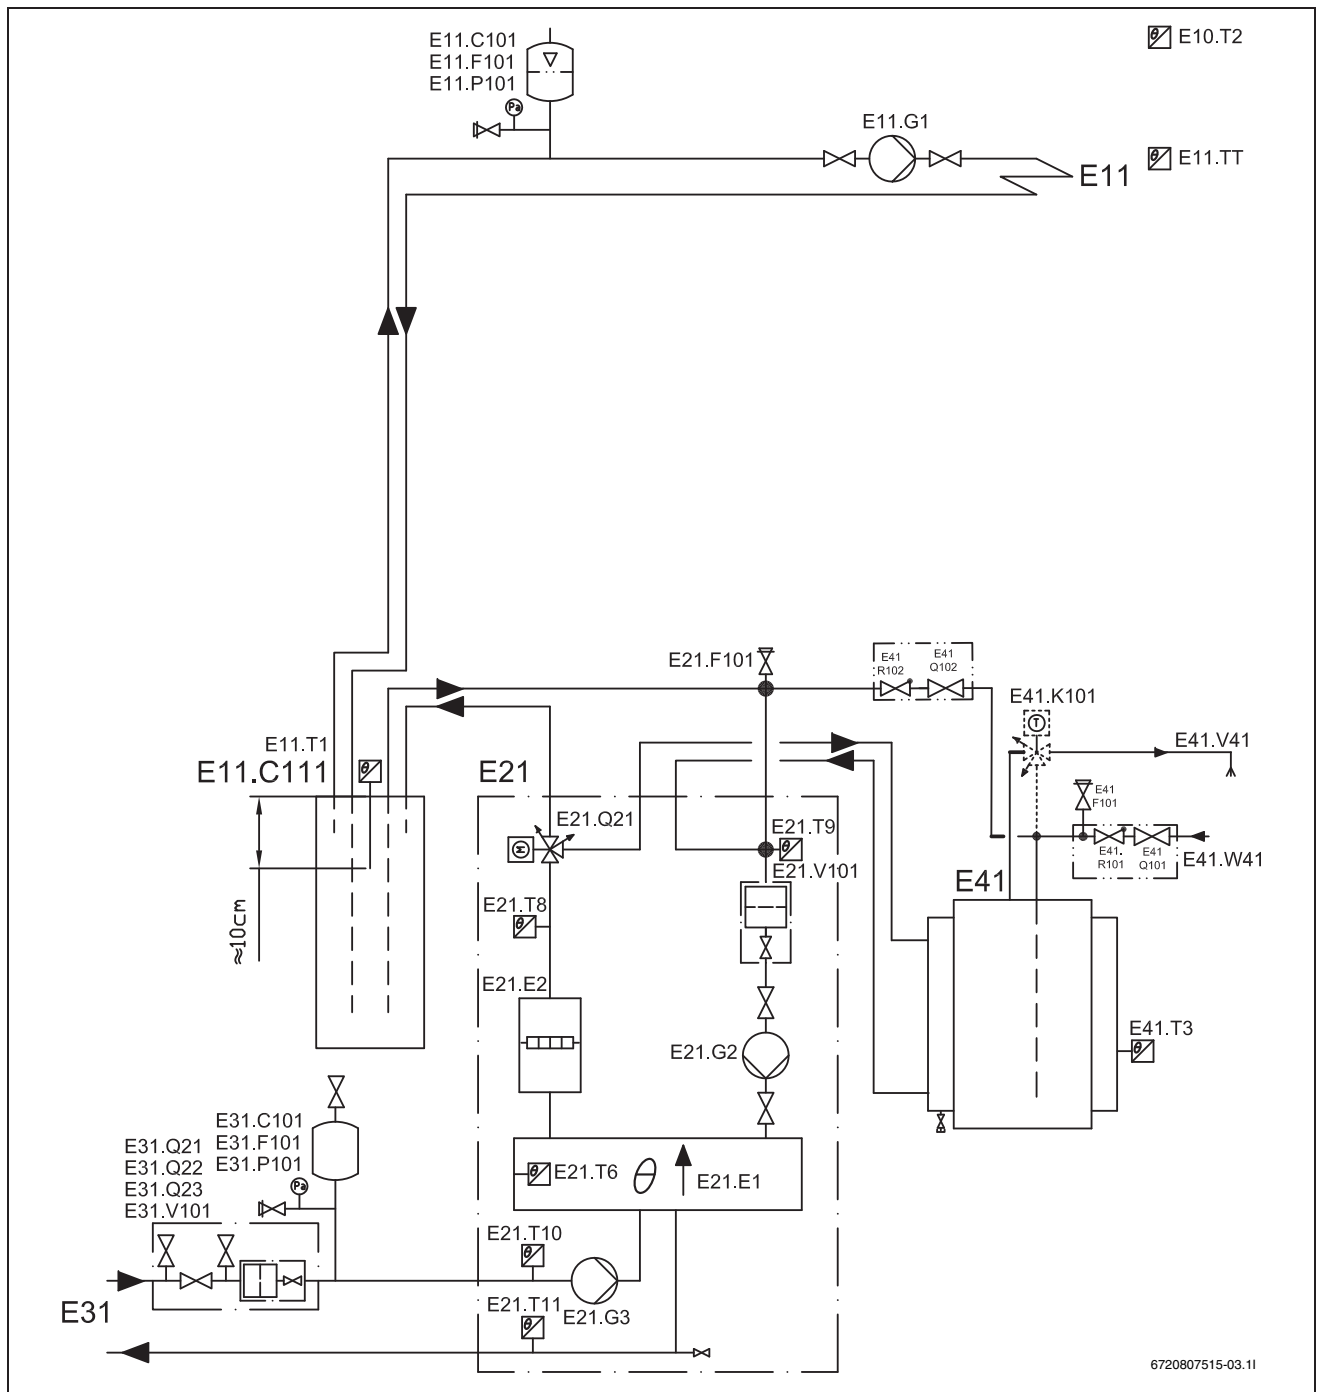 E11.C101
E11.F101
E11.P101
Pa
E10.T2
E11.G1
E11.TT
E11
E21.F101
E41
R102
E41
Q102
E41.K101
T
E41.V41
E11.T1
E11.C111
E21
E21.Q21
M
E21.T9
E21.V101
E41
F101
E41.
R101
E41
Q101
E41.W41
E41
≈10cm
E21.T8
E21.E2
E21.G2
E41.T3
E31.C101
E31.F101
E31.P101
Pa
E31.Q21
E31.Q22
E31.Q23
E31.V101
E21.T6
θ
E21.E1
E21.T10
E21.G3
E21.T11
E31
6720807515-03.1I